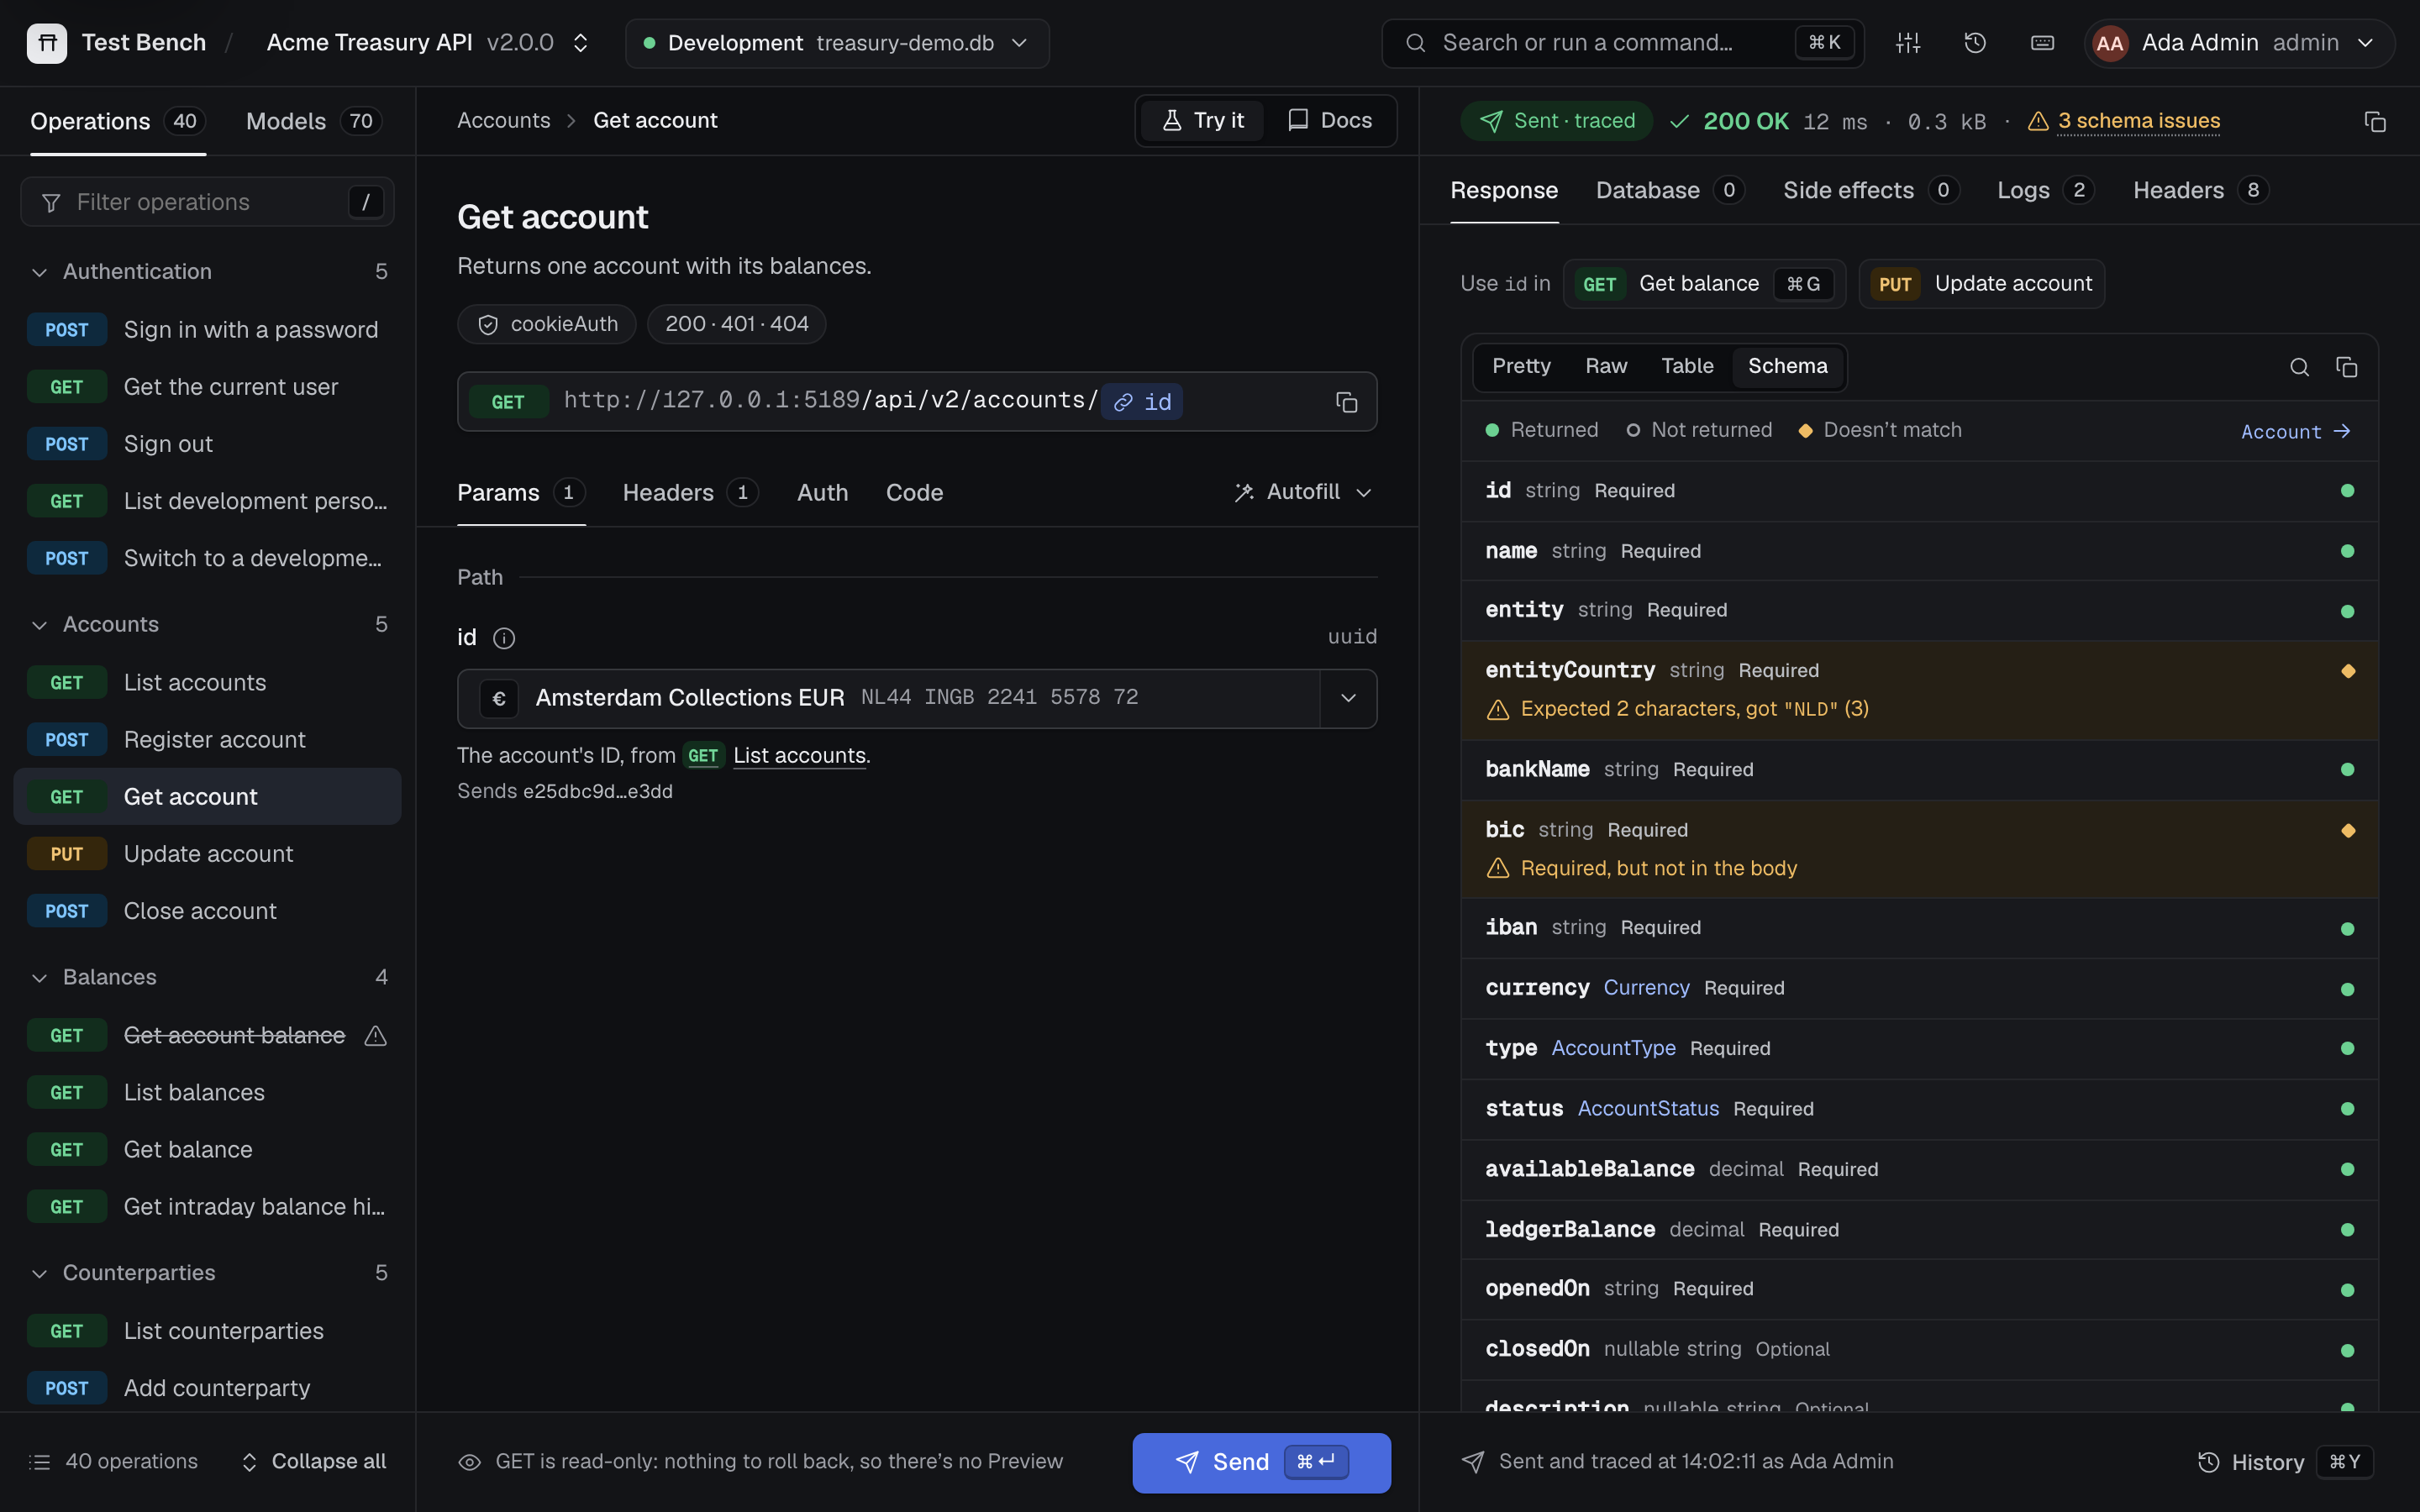 Test Bench / Acme Treasury API v2.0.0
Development treasury-demo.db
Search or run a command... ⌘K
AA Ada Admin admin
Operations 40 Models 70
Filter operations /
Authentication 5
POST Sign in with a password
GET Get the current user
POST Sign out
GET List development perso...
POST Switch to a developme...
Accounts 5
GET List accounts
POST Register account
GET Get account
PUT Update account
POST Close account
Balances 4
GET Get account balance
GET List balances
GET Get balance
GET Get intraday balance hi...
Counterparties 5
GET List counterparties
POST Add counterparty
40 operations Collapse all
Accounts > Get account
Try it Docs
Get account
Returns one account with its balances.
cookieAuth 200 · 401 · 404
GET http://127.0.0.1:5189/api/v2/accounts/ id
Params 1 Headers 1 Auth Code Autofill
Path
id uuid
€ Amsterdam Collections EUR NL44 INGB 2241 5578 72
The account's ID, from GET List accounts.
Sends e25dbc9d…e3dd
GET is read-only: nothing to roll back, so there’s no Preview
Send ⌘↵
Sent · traced 200 OK 12 ms · 0.3 kB · 3 schema issues
Response Database 0 Side effects 0 Logs 2 Headers 8
Use id in GET Get balance ⌘G PUT Update account
Pretty Raw Table Schema
Returned Not returned Doesn’t match Account →
id string Required
name string Required
entity string Required
entityCountry string Required
Expected 2 characters, got "NLD" (3)
bankName string Required
bic string Required
Required, but not in the body
iban string Required
currency Currency Required
type AccountType Required
status AccountStatus Required
availableBalance decimal Required
ledgerBalance decimal Required
openedOn string Required
closedOn nullable string Optional
description nullable string Optional
Sent and traced at 14:02:11 as Ada Admin
History ⌘Y